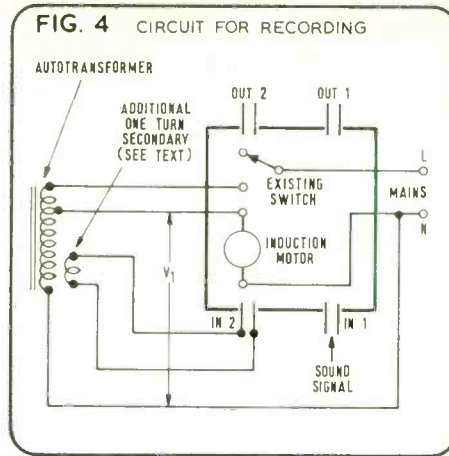 FIG. 4 CIRCUIT FOR RECORDING
AUTOTRANSFORMER
ADDITIONAL
ONE TURN
SECONDARY
(SEE TEXT)
OUT 2
OUT 1
EXISTING
SWITCH
L
MAINS
N
INDUCTION
MOTOR
V1
IN 2
IN 1
SOUND
SIGNAL